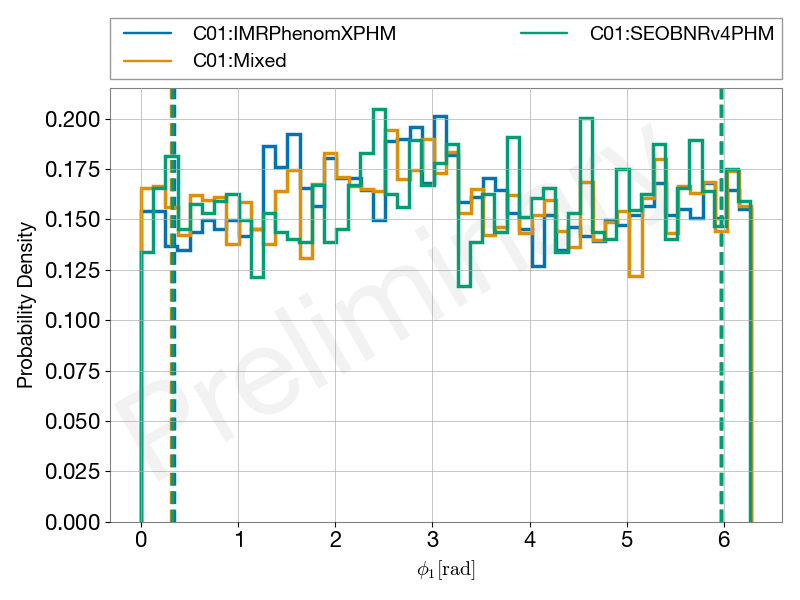 C01:IMRPhenomXPHM
C01:Mixed
C01:SEOBNRv4PHM
0.200
0.175
0.150
0.125
0.100
0.075
0.050
0.025
0.000
Probability Density
Preliminary
0 1 2 3 4 5 6
ϕ₁[rad]